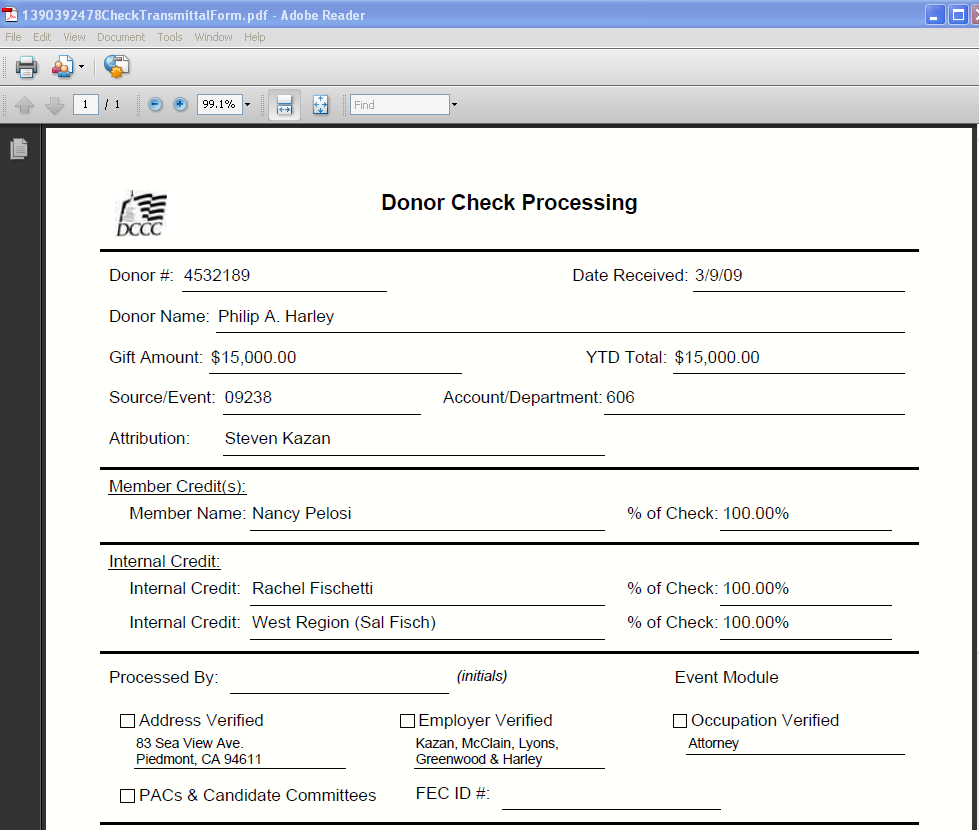 1390392478CheckTransmittalForm.pdf - Adobe Reader
File Edit View Document Tools Window Help
1 / 1 99.1% Find
DCCC
Donor Check Processing
Donor #: 4532189 Date Received: 3/9/09
Donor Name: Philip A. Harley
Gift Amount: $15,000.00 YTD Total: $15,000.00
Source/Event: 09238 Account/Department: 606
Attribution: Steven Kazan
Member Credit(s):
Member Name: Nancy Pelosi % of Check: 100.00%
Internal Credit:
Internal Credit: Rachel Fischetti % of Check: 100.00%
Internal Credit: West Region (Sal Fisch) % of Check: 100.00%
Processed By: (initials) Event Module
Address Verified Employer Verified Occupation Verified
83 Sea View Ave. Kazan, McClain, Lyons, Attorney
Piedmont, CA 94611 Greenwood & Harley
PACs & Candidate Committees FEC ID #: